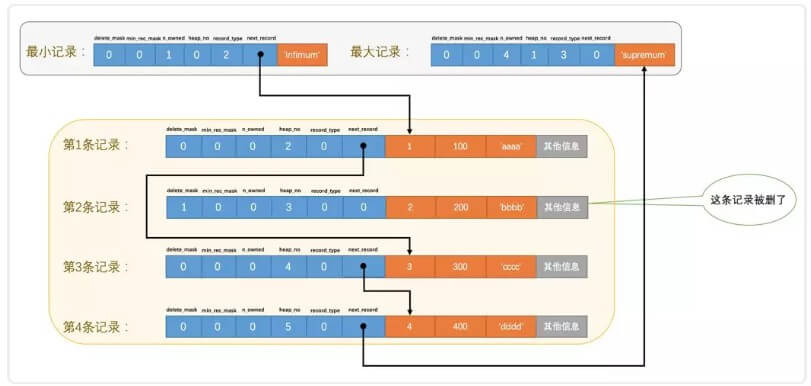 delete_mask min_rec_mask n_owned heap_no record_type next_record
最小记录： 0 0 1 0 2 'infimum'
delete_mask min_rec_mask n_owned heap_no record_type next_record
最大记录： 0 0 4 1 3 0 'supremum'
delete_mask min_rec_mask n_owned heap_no record_type next_record
第1条记录： 0 0 0 2 0 1 100 'aaaa' 其他信息
delete_mask min_rec_mask n_owned heap_no record_type next_record
第2条记录： 1 0 0 3 0 0 2 200 'bbbb' 其他信息
这条记录被删了
delete_mask min_rec_mask n_owned heap_no record_type next_record
第3条记录： 0 0 0 4 0 3 300 'cccc' 其他信息
delete_mask min_rec_mask n_owned heap_no record_type next_record
第4条记录： 0 0 0 5 0 4 400 'dddd' 其他信息